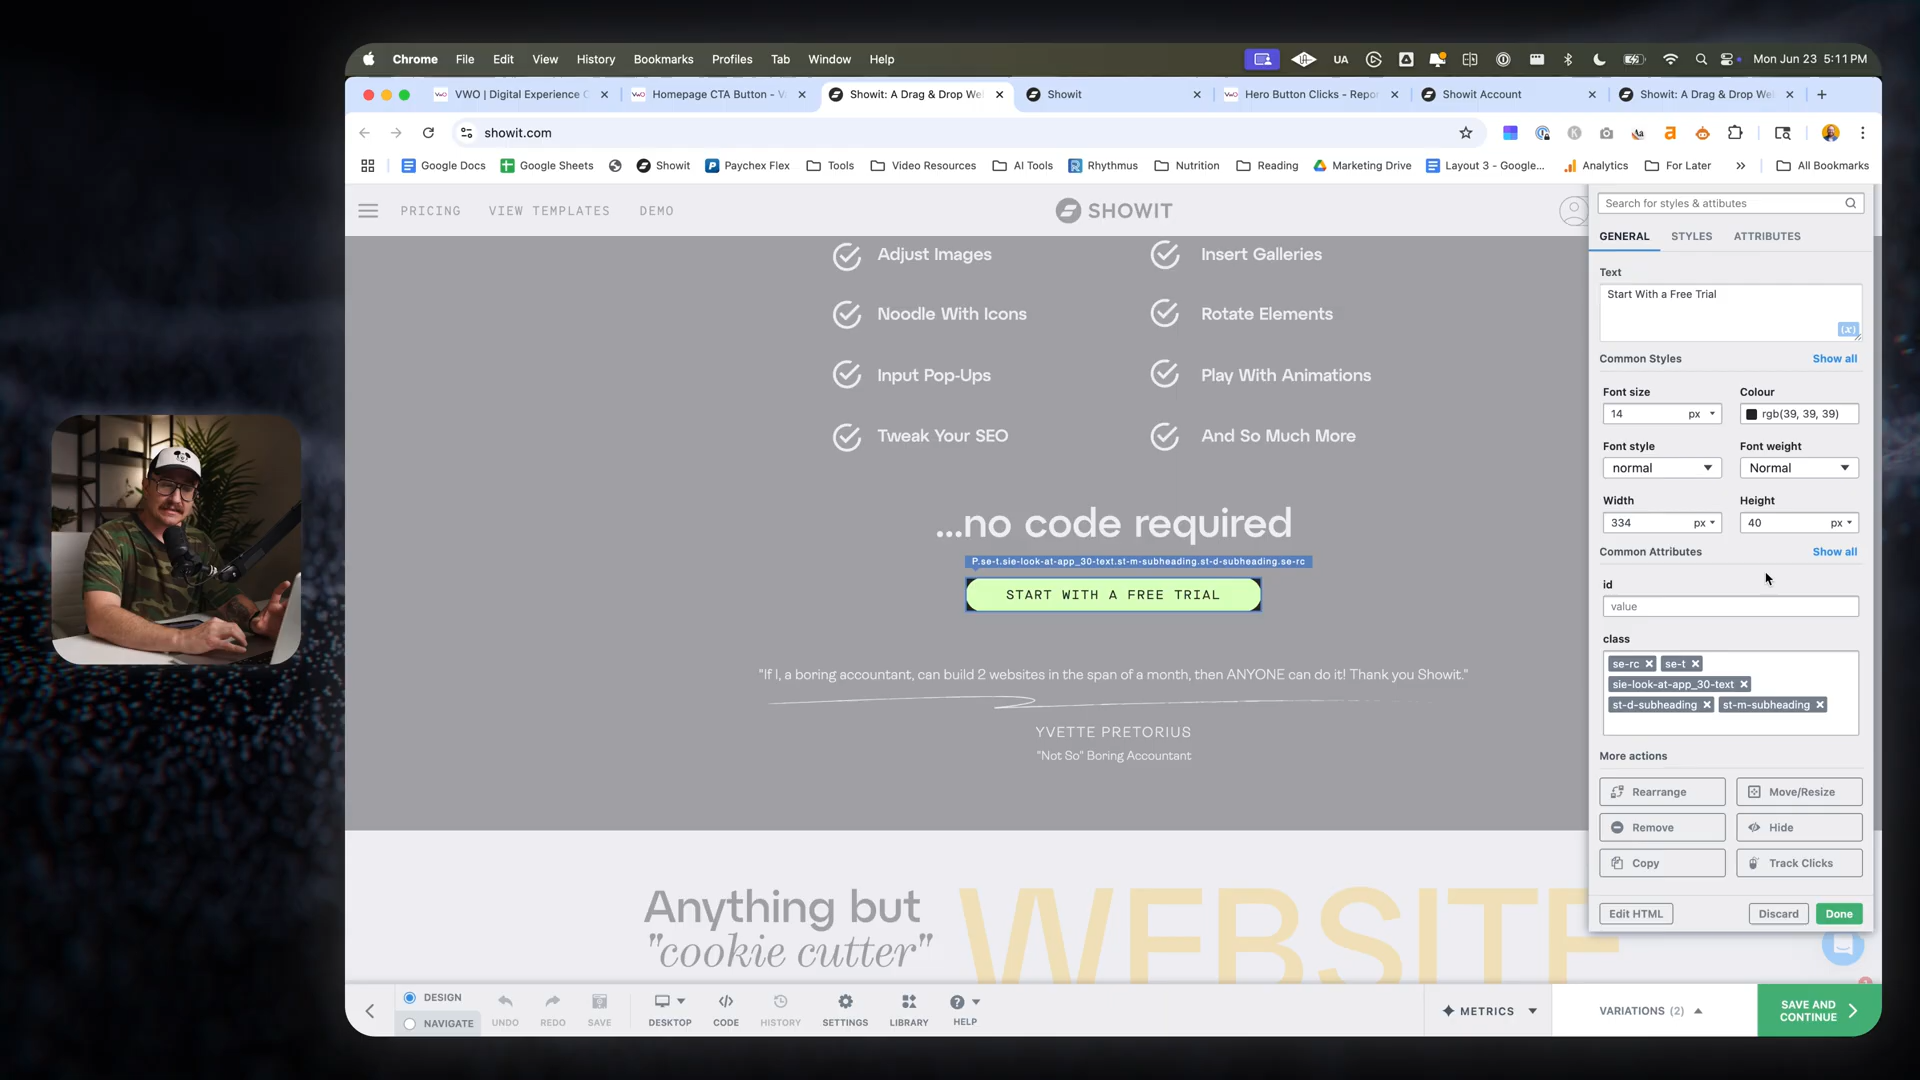 Chrome File Edit View History Bookmarks Profiles Tab Window Help UA Mon Jun 23 5:11 PM
VWO | Digital Experience Homepage CTA Button - Showit: A Drag & Drop We Showit Hero Button Clicks - Repo Showit Account Showit: A Drag & Drop We
showit.com
Google Docs Google Sheets Showit Paychex Flex Tools Video Resources AI Tools Rhythmus Nutrition Reading Marketing Drive Layout 3 - Google... Analytics For Later All Bookmarks
PRICING VIEW TEMPLATES DEMO SHOWIT
Adjust Images Insert Galleries
Noodle With Icons Rotate Elements
Input Pop-Ups Play With Animations
Tweak Your SEO And So Much More
...no code required
P.se-t.sie-look-at-app_30-text.st-m-subheading.st-d-subheading.se-rc
START WITH A FREE TRIAL
"If I, a boring accountant, can build 2 websites in the span of a month, then ANYONE can do it! Thank you Showit."
YVETTE PRETORIUS
"Not So" Boring Accountant
Anything but
"cookie cutter"
WEBSITE
Search for styles & attibutes
GENERAL STYLES ATTRIBUTES
Text
Start With a Free Trial
(x)
Common Styles Show all
Font size Colour
14 px rgb(39, 39, 39)
Font style Font weight
normal Normal
Width Height
334 px 40 px
Common Attributes Show all
id
value
class
se-rc se-t
sie-look-at-app_30-text
st-d-subheading st-m-subheading
More actions
Rearrange Move/Resize
Remove Hide
Copy Track Clicks
Edit HTML Discard Done
DESIGN
NAVIGATE
UNDO REDO SAVE DESKTOP CODE HISTORY SETTINGS LIBRARY HELP
METRICS VARIATIONS (2) SAVE AND
CONTINUE